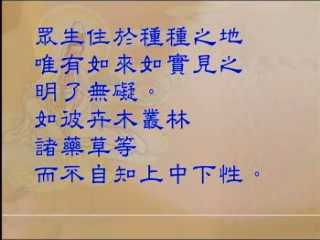 眾生住於種種之地
唯有如來如實見之
明了無礙。
如彼卉木叢林
諸藥草等
而不自知上中下性。